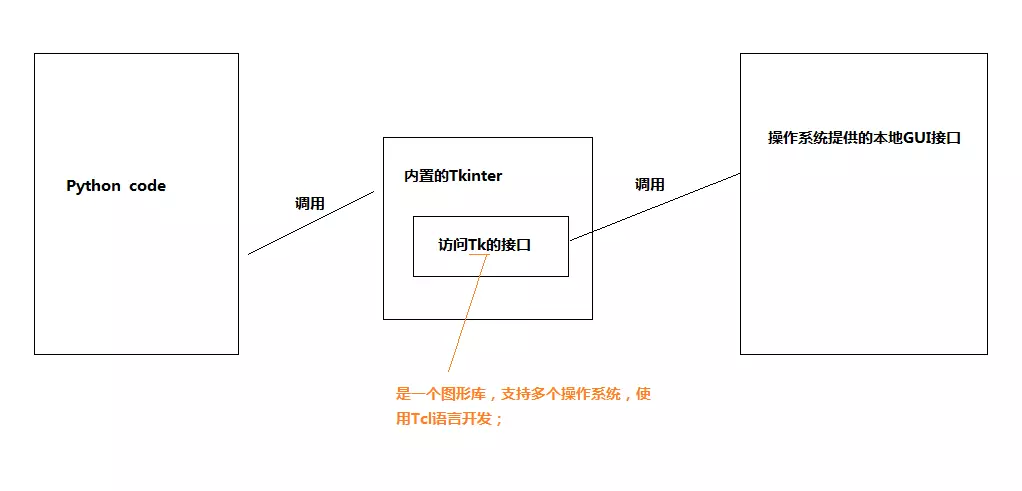 Python code
调用
内置的Tkinter
访问Tk的接口
调用
操作系统提供的本地GUI接口
是一个图形库，支持多个操作系统，使
用Tcl语言开发；